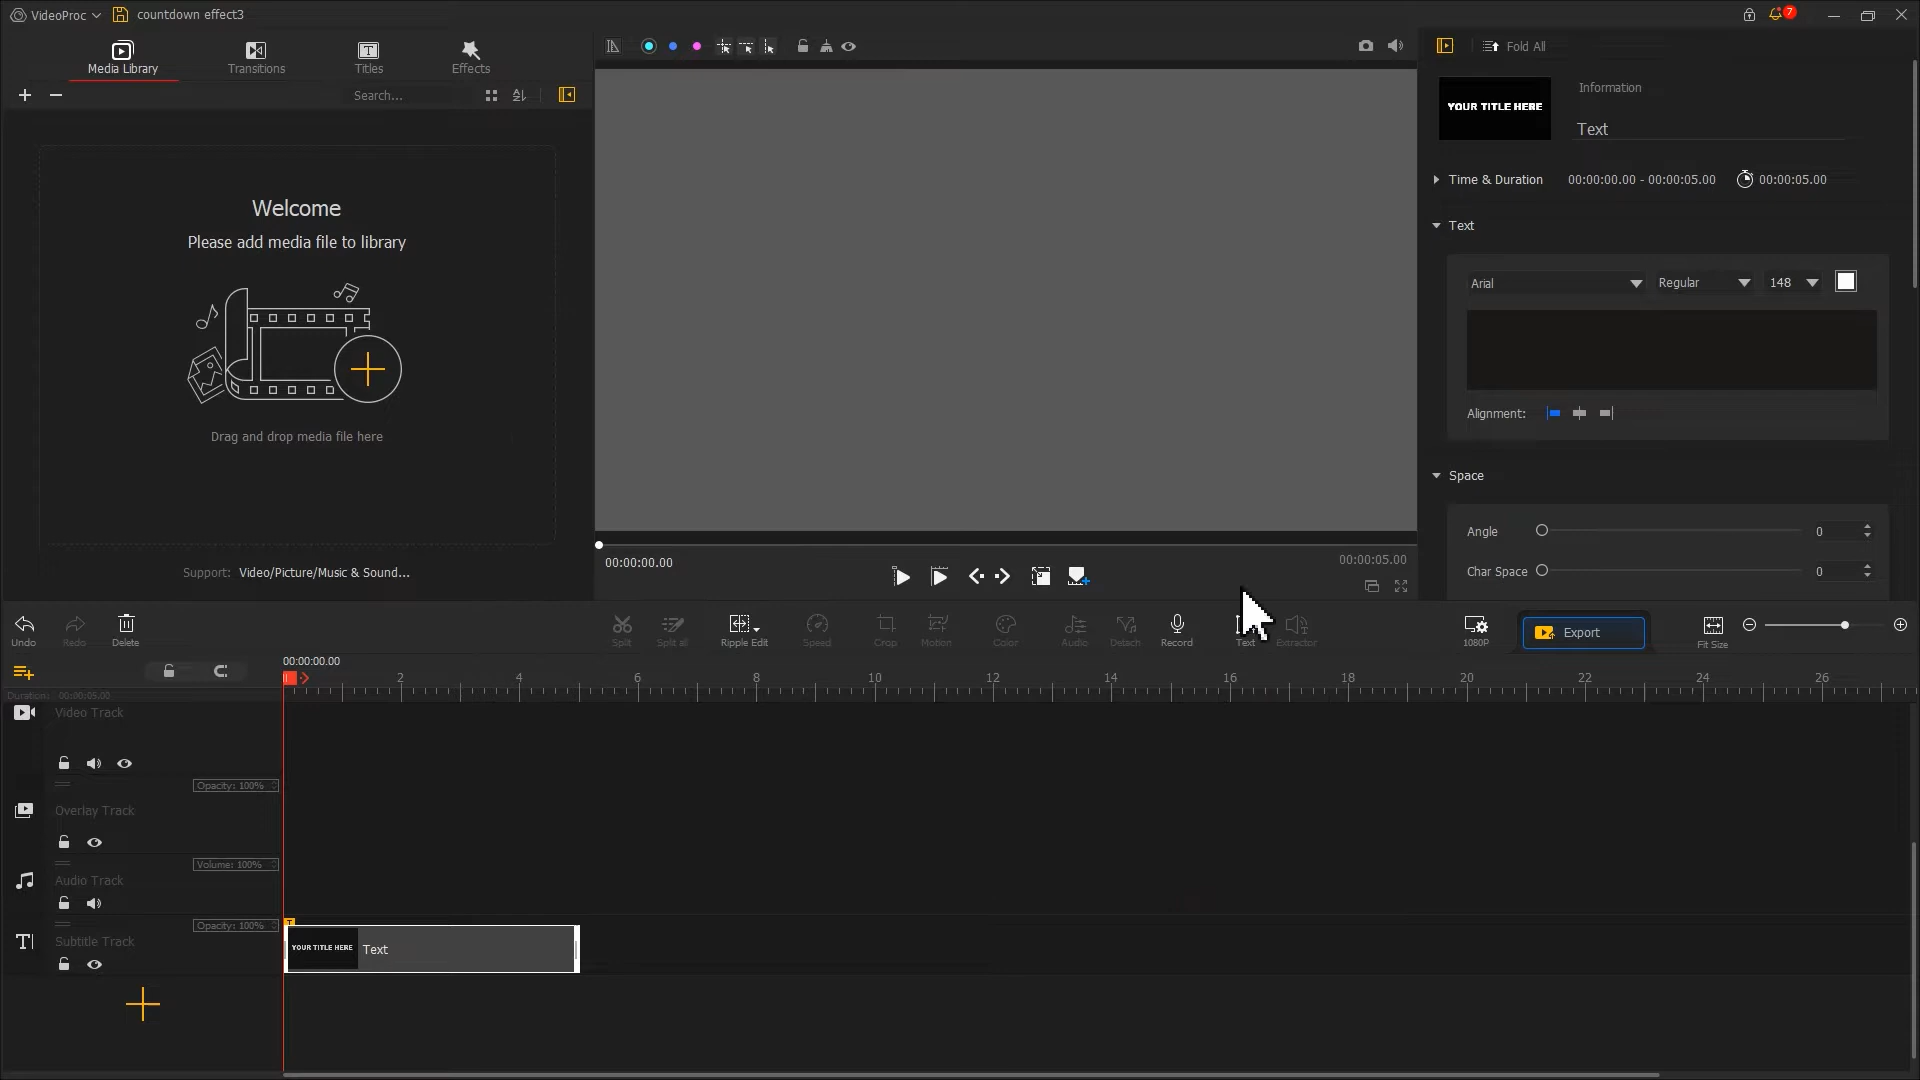 VideoProc
countdown effect3
7
Media Library
Transitions
Titles
Effects
Search...
Fold All
YOUR TITLE HERE
Information
Text
Welcome
Please add media file to library
Drag and drop media file here
Support: Video/Picture/Music & Sound...
Time & Duration
00:00:00.00 - 00:00:05.00
00:00:05.00
Text
Arial
Regular
148
Alignment:
Space
Angle
0
Char Space
0
00:00:00.00
00:00:05.00
Undo
Redo
Delete
Split
Split all
Ripple Edit
Speed
Crop
Motion
Color
Audio
Detach
Record
Text
Extractor
1080P
Export
Fit Size
00:00:00.00
2
4
6
8
10
12
14
16
18
20
22
24
26
Duration: 00:00:05.00
Video Track
Opacity: 100%
Overlay Track
Volume: 100%
Audio Track
Opacity: 100%
Subtitle Track
T
YOUR TITLE HERE
Text